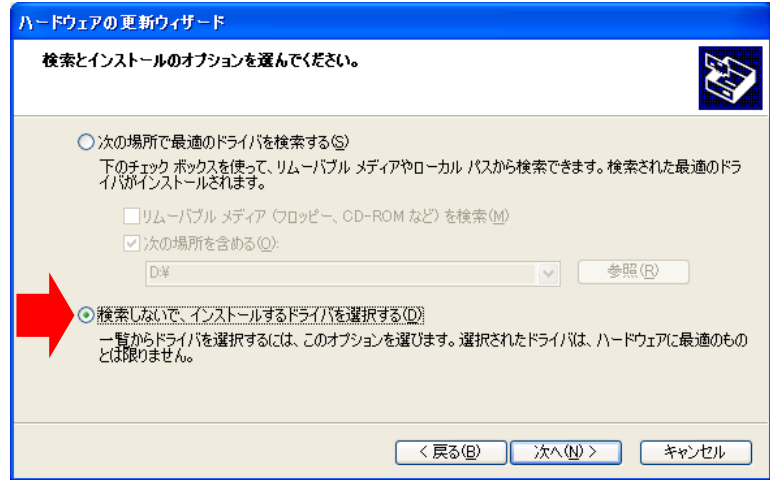 ハードウェアの更新ウィザード
検索とインストールのオプションを選んでください。
次の場所で最適のドライバを検索する(S)
下のチェック ボックスを使って、リムーバブル メディアやローカル パスから検索できます。検索された最適のドラ
イバがインストールされます。
リムーバブル メディア (フロッピー、CD-ROM など) を検索(M)
次の場所を含める(O):
D:¥
参照(R)
検索しないで、インストールするドライバを選択する(D)
一覧からドライバを選択するには、このオプションを選びます。選択されたドライバは、ハードウェアに最適のもの
とは限りません。
< 戻る(B) 次へ(N) > キャンセル